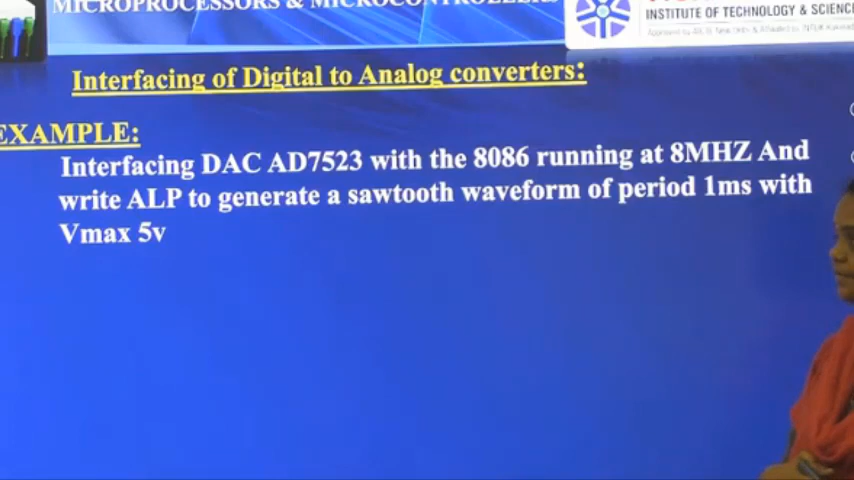 MICROPROCESSORS & MICROCONTROLLERS
INSTITUTE OF TECHNOLOGY & SCIENCE
Interfacing of Digital to Analog converters:
EXAMPLE:
Interfacing DAC AD7523 with the 8086 running at 8MHZ And
write ALP to generate a sawtooth waveform of period 1ms with
Vmax 5v